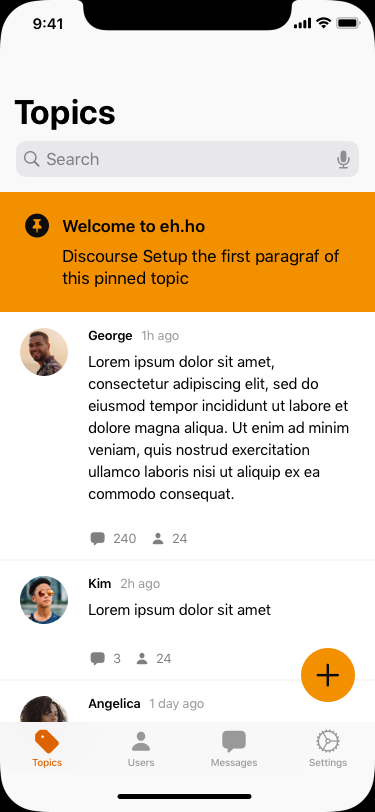 9:41
Topics
Search
Welcome to eh.ho
Discourse Setup the first paragraf of
this pinned topic
George 1h ago
Lorem ipsum dolor sit amet,
consectetur adipiscing elit, sed do
eiusmod tempor incididunt ut labore et
dolore magna aliqua. Ut enim ad minim
veniam, quis nostrud exercitation
ullamco laboris nisi ut aliquip ex ea
commodo consequat.
240 24
Kim 2h ago
Lorem ipsum dolor sit amet
3 24
Angelica 1 day ago
Topics Users Messages Settings